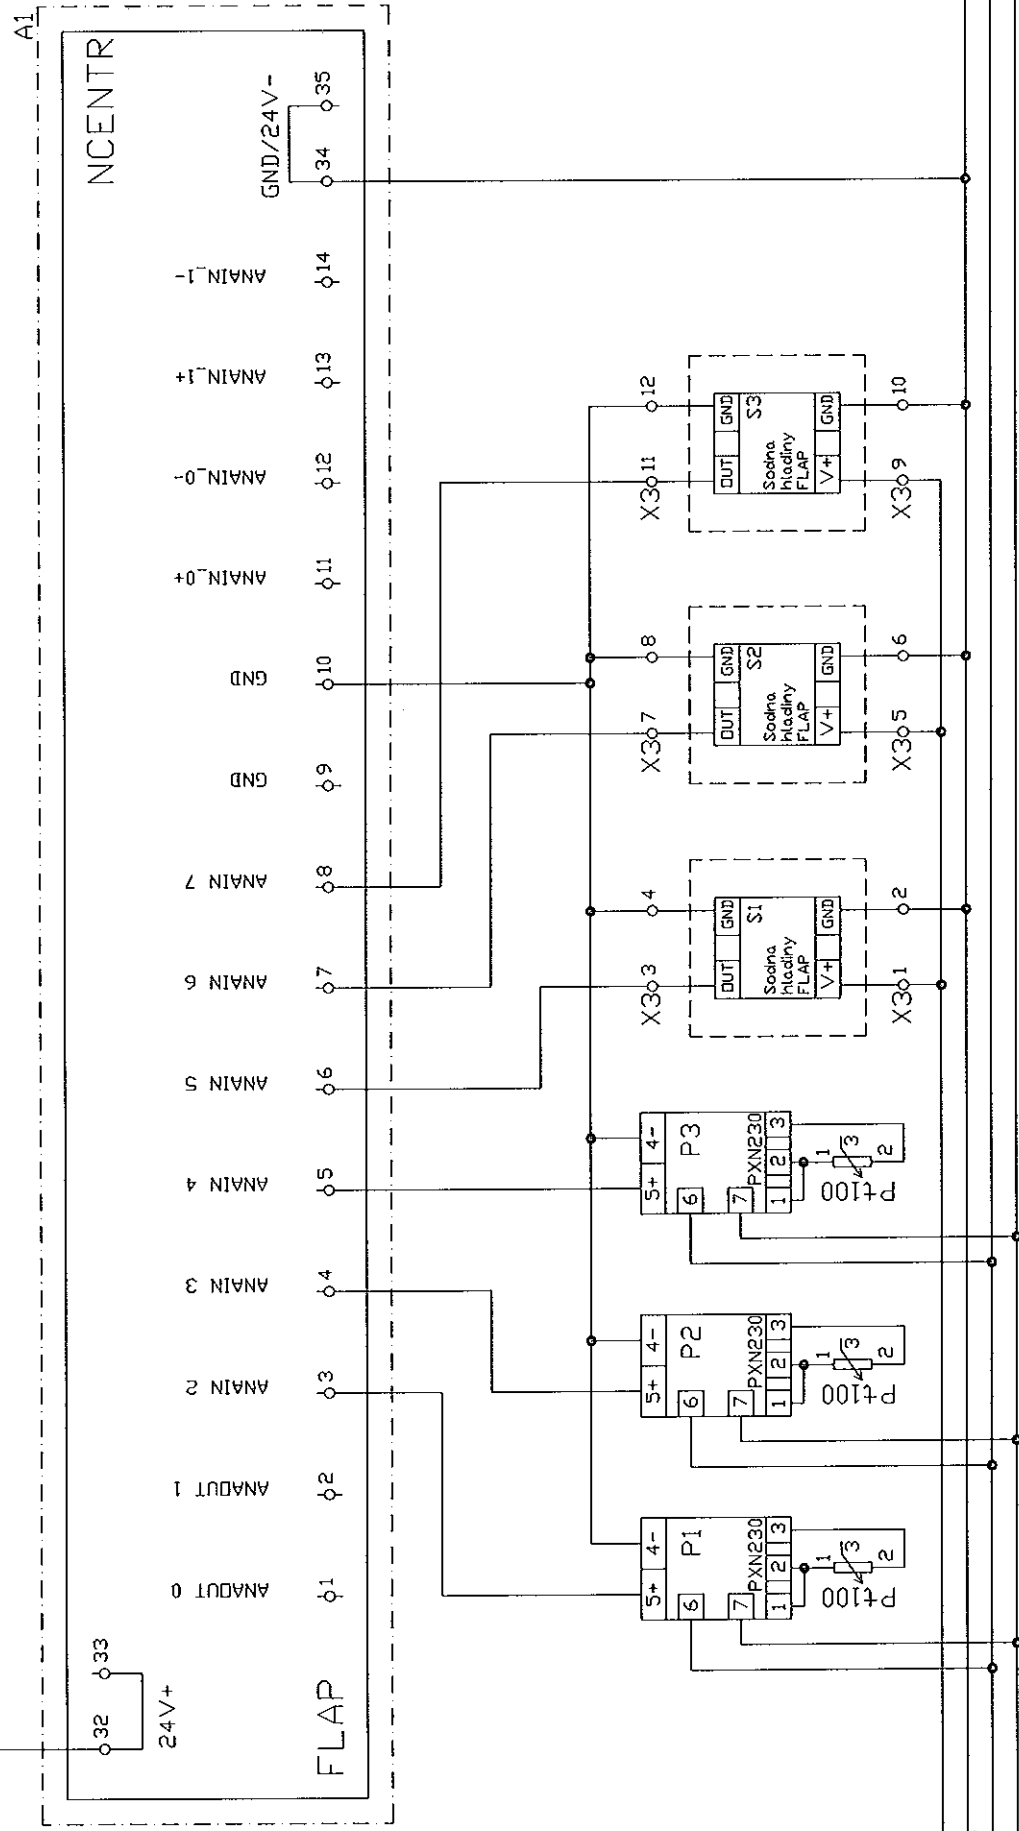 A1
NCENTR
FLAP
32
33
24V+
ANAOUT 0
1
ANAOUT 1
2
ANAIN 2
3
ANAIN 3
4
ANAIN 4
5
ANAIN 5
6
ANAIN 6
7
ANAIN 7
8
GND
9
GND
10
ANAIN_0+
11
ANAIN_0-
12
ANAIN_1+
13
ANAIN_1-
14
GND/24V-
34
35
5+
4-
P1
6
7
PXN230
1
2
3
Pt100
1
3
2
5+
4-
P2
6
7
PXN230
1
2
3
Pt100
1
3
2
5+
4-
P3
6
7
PXN230
1
2
3
Pt100
1
3
2
X3
3
4
OUT
GND
Sodna
hladiny
FLAP
S1
V+
GND
X3
1
2
X3
7
8
OUT
GND
Sodna
hladiny
FLAP
S2
V+
GND
X3
5
6
X3
11
12
OUT
GND
Sodna
hladiny
FLAP
S3
V+
GND
X3
9
10